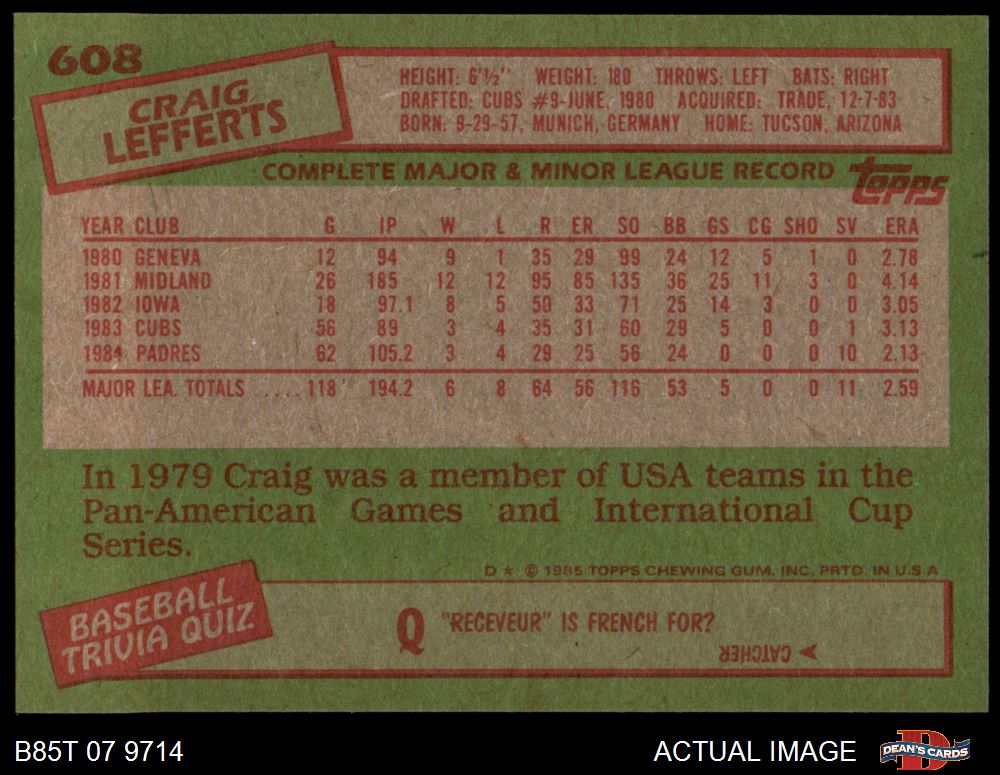 608
CRAIG
LEFFERTS
HEIGHT: 6'½" WEIGHT: 180 THROWS: LEFT BATS: RIGHT
DRAFTED: CUBS #9-JUNE, 1980 ACQUIRED: TRADE, 12-7-83
BORN: 9-29-57, MUNICH, GERMANY HOME: TUCSON, ARIZONA
COMPLETE MAJOR & MINOR LEAGUE RECORD topps
YEAR CLUB G IP W L R ER SO BB GS CG SHO SV ERA
1980 GENEVA 12 94 9 1 35 29 99 24 12 5 1 0 2.78
1981 MIDLAND 26 185 12 12 95 85 135 36 25 11 3 0 4.14
1982 IOWA 18 97.1 8 5 50 33 71 25 14 3 0 0 3.05
1983 CUBS 56 89 3 4 35 31 60 29 5 0 0 1 3.13
1984 PADRES 62 105.2 3 4 29 25 56 24 0 0 0 10 2.13
MAJOR LEA. TOTALS ..... 118 194.2 6 8 64 56 116 53 5 0 0 11 2.59
In 1979 Craig was a member of USA teams in the
Pan-American Games and International Cup
Series.
D ★ © 1985 TOPPS CHEWING GUM, INC. PRTD. IN U.S.A
BASEBALL
TRIVIA QUIZ
Q "RECEVEUR" IS FRENCH FOR?
CATCHER
B85T 07 9714 ACTUAL IMAGE D DEAN'S CARDS